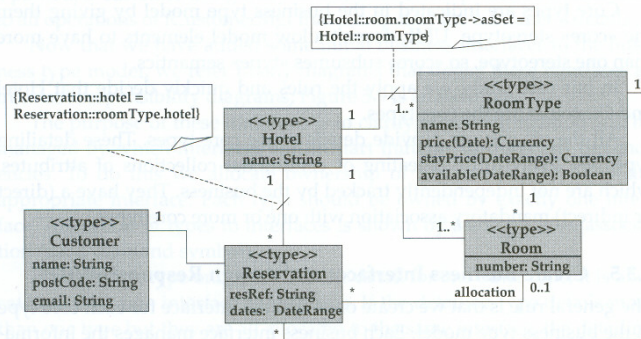 {Hotel::room.roomType->asSet =
Hotel::roomType}
{Reservation::hotel =
Reservation::roomType.hotel}
1
1..*
<<type>>
RoomType
name: String
price(Date): Currency
stayPrice(DateRange): Currency
available(DateRange): Boolean
<<type>>
Hotel
name: String
1
1
1
1
*
1..*
<<type>>
Room
number: String
<<type>>
Customer
name: String
postCode: String
email: String
1
*
*
<<type>>
Reservation
resRef: String
dates: DateRange
*
*
allocation
0..1